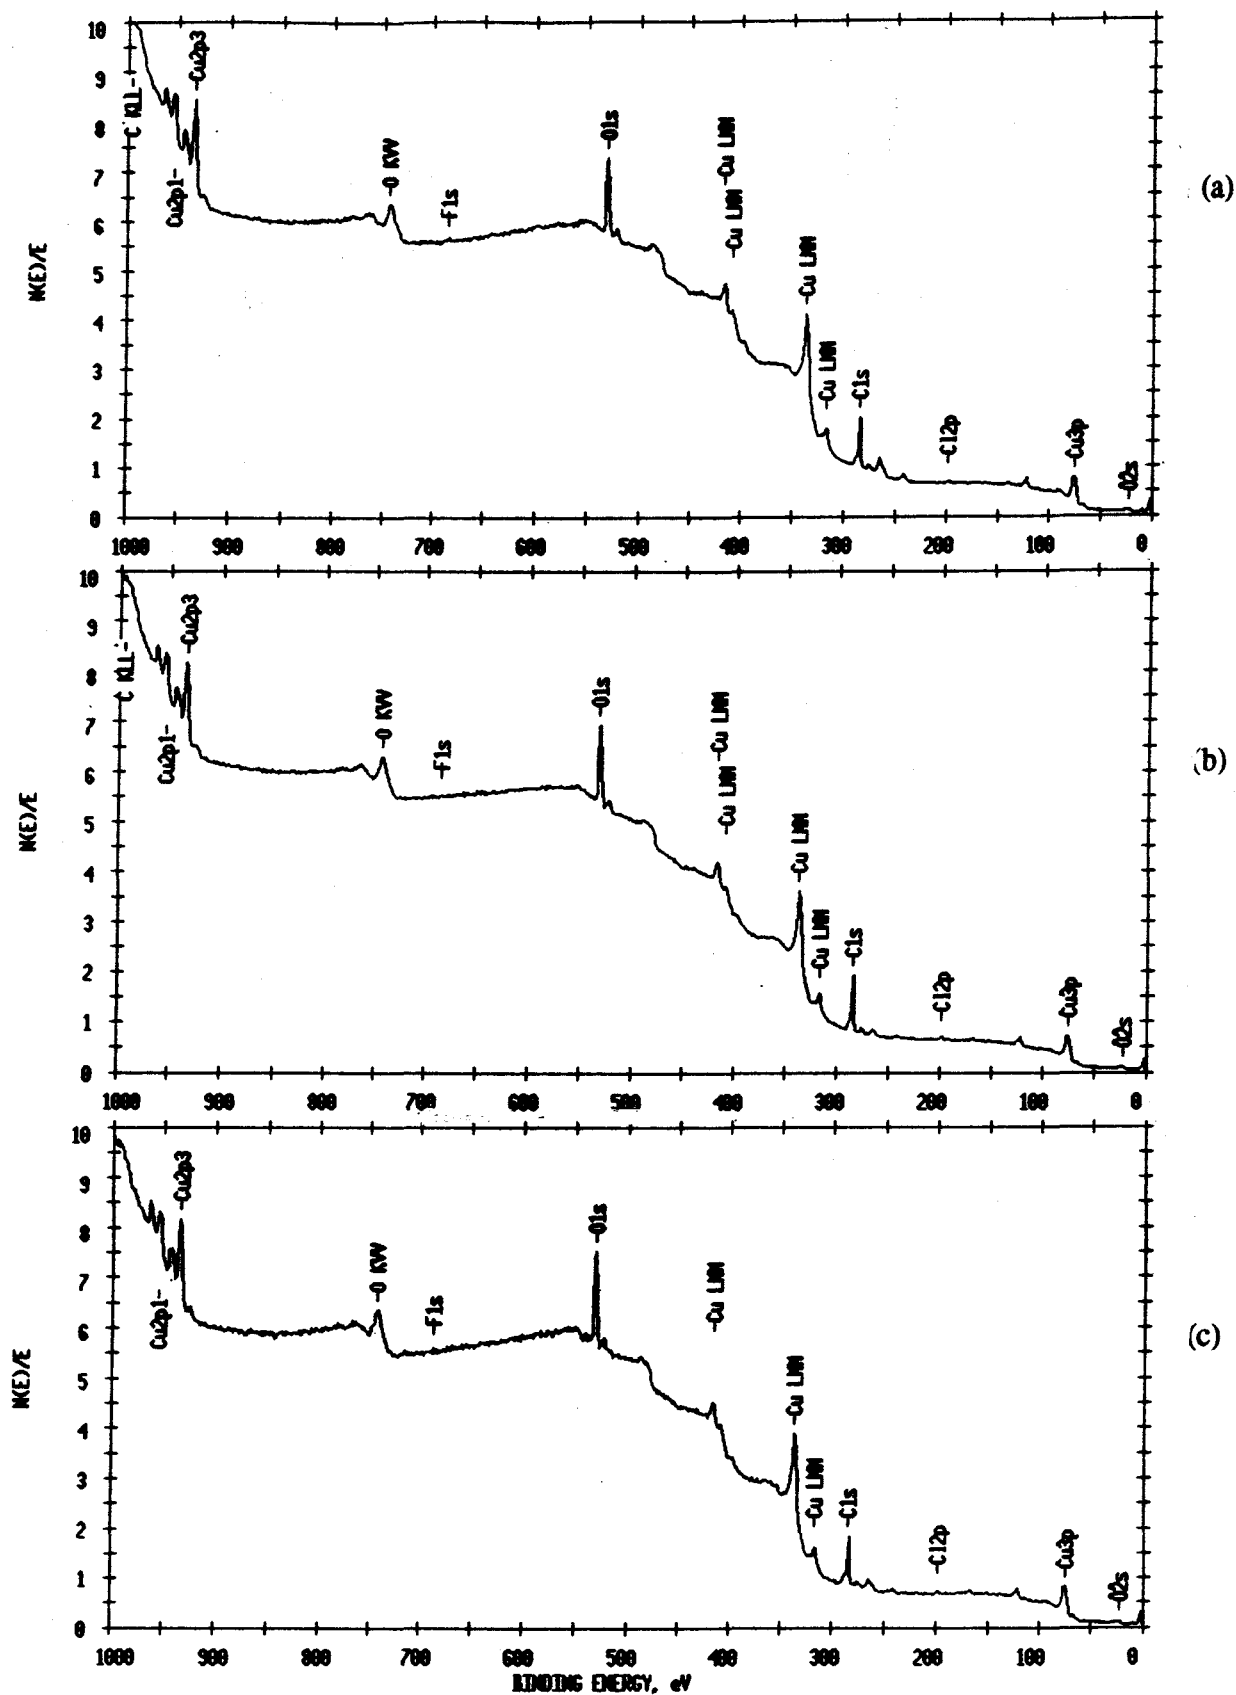 10
9
8
7
6
5
4
3
2
1
0
N(E)/E
C KLL-
Cu2p1-
-Cu2p3
-O KVV
-F1s
-O1s
-Cu LMM
-Cu LMM
-Cu LMM
-Cu LMM
-C1s
-Cl2p
-Cu3p
-O2s
(a)
1000 900 800 700 600 500 400 300 200 100 0
10
9
8
7
6
5
4
3
2
1
0
N(E)/E
C KLL-
Cu2p1-
-Cu2p3
-O KVV
-F1s
-O1s
-Cu LMM
-Cu LMM
-Cu LMM
-Cu LMM
-C1s
-Cl2p
-Cu3p
-O2s
(b)
1000 900 800 700 600 500 400 300 200 100 0
10
9
8
7
6
5
4
3
2
1
0
N(E)/E
Cu2p1-
-Cu2p3
-O KVV
-F1s
-O1s
-Cu LMM
-Cu LMM
-Cu LMM
-C1s
-Cl2p
-Cu3p
-O2s
(c)
1000 900 800 700 600 500 400 300 200 100 0
BINDING ENERGY, eV